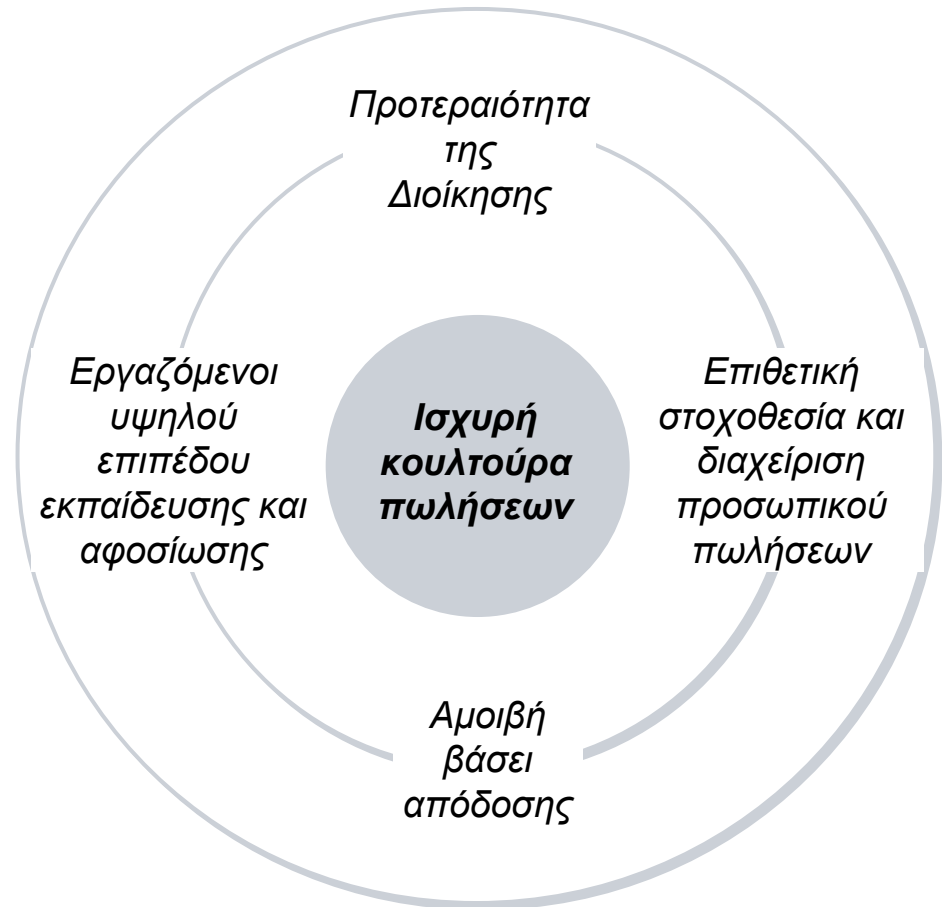 Προτεραιότητα
της
Διοίκησης
Εργαζόμενοι
υψηλού
επιπέδου
εκπαίδευσης και
αφοσίωσης
Ισχυρή
κουλτούρα
πωλήσεων
Επιθετική
στοχοθεσία και
διαχείριση
προσωπικού
πωλήσεων
Αμοιβή
βάσει
απόδοσης